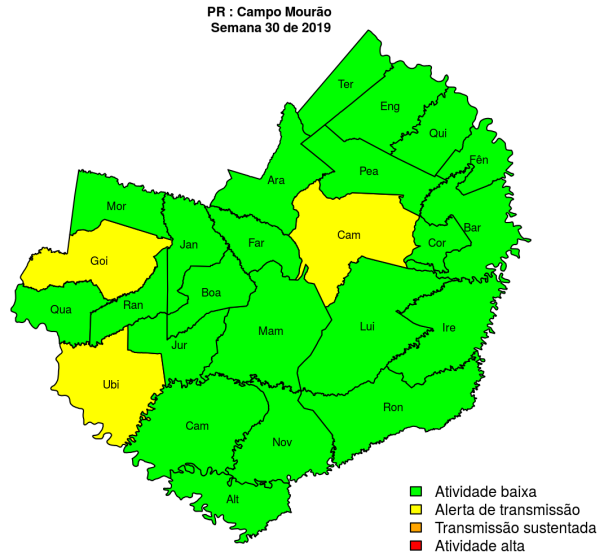 PR : Campo Mourão
Semana 30 de 2019
Ter
Eng
Qui
Fên
Pea
Ara
Mor
Cam
Bar
Cor
Far
Jan
Goi
Boa
Ran
Qua
Mam
Lui
Ire
Jur
Ubi
Ron
Cam
Nov
Alt
Atividade baixa
Alerta de transmissão
Transmissão sustentada
Atividade alta